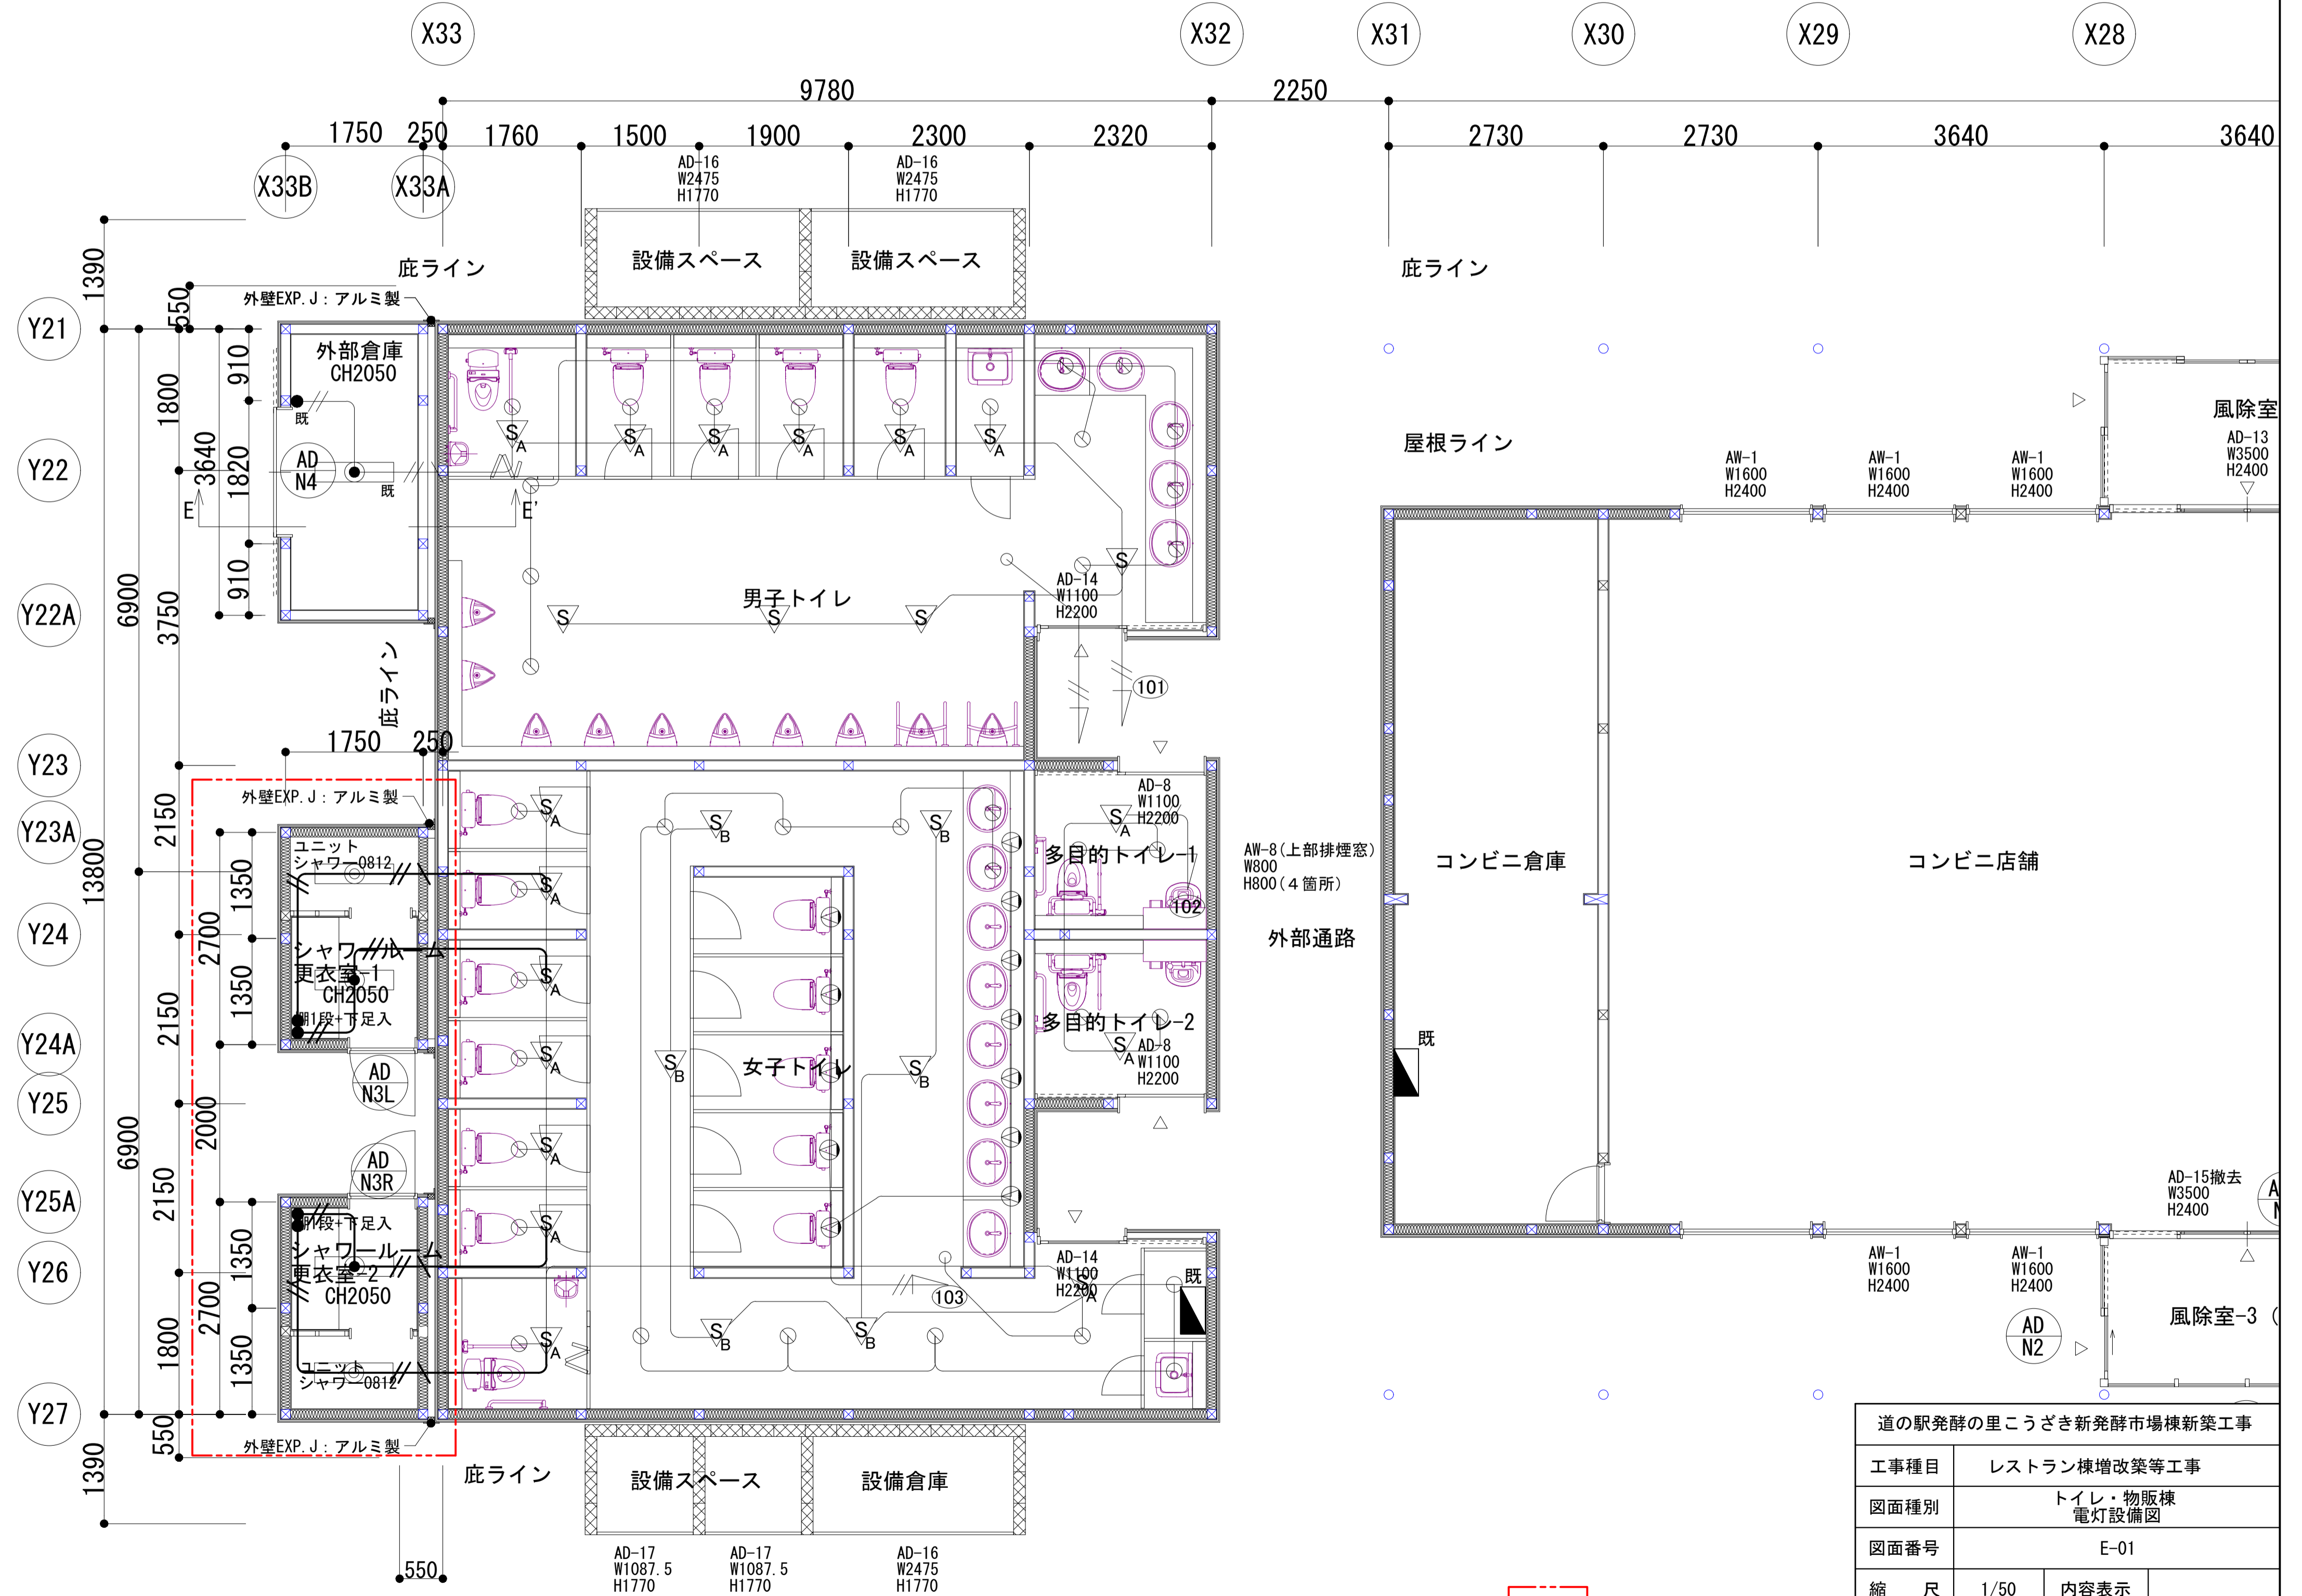 X33
X32
X31
X30
X29
X28
9780
2250
1750
250
1760
1500
1900
2300
2320
2730
2730
3640
3640
X33B
X33A
AD-16
W2475
H1770
AD-16
W2475
H1770
1390
550
庇ライン
設備スペース
設備スペース
庇ライン
外壁EXP.J：アルミ製
Y21
外部倉庫
CH2050
既
910
1800
3640
1820
910
Y22
AD
N4
既
E
E'
S
A
S
A
S
A
S
A
S
A
S
A
屋根ライン
AW-1
W1600
H2400
AW-1
W1600
H2400
AW-1
W1600
H2400
風除室
AD-13
W3500
H2400
6900
3750
Y22A
S
S
S
S
男子トイレ
AD-14
W1100
H2200
庇ライン
101
1750
250
Y23
外壁EXP.J：アルミ製
Y23A
2150
13800
ユニット
シャワー0812
1350
2700
1350
Y24
シャワールーム
更衣室-1
CH2050
棚1段+下足入
S
A
S
A
S
A
S
A
S
A
S
A
S
A
S
B
S
B
S
B
S
B
S
B
S
B
AD-8
W1100
H2200
S
A
多目的トイレ-1
102
AW-8(上部排煙窓)
W800
H800(４箇所)
外部通路
コンビニ倉庫
コンビニ店舗
既
多目的トイレ-2
S
A
AD-8
W1100
H2200
女子トイレ
2150
Y24A
AD
N3L
Y25
2000
6900
AD
N3R
2150
Y25A
棚1段+下足入
シャワールーム
更衣室-2
CH2050
1350
2700
1350
Y26
1800
ユニット
シャワー0812
Y27
550
1390
外壁EXP.J：アルミ製
103
AD-14
W1100
H2200
S
A
既
AD-15撤去
W3500
H2400
AW-1
W1600
H2400
AW-1
W1600
H2400
AD
N2
風除室-3
庇ライン
設備スペース
設備倉庫
550
AD-17
W1087.5
H1770
AD-17
W1087.5
H1770
AD-16
W2475
H1770
道の駅発酵の里こうざき新発酵市場棟新築工事
工事種目
レストラン棟増改築等工事
図面種別
トイレ・物販棟
電灯設備図
図面番号
E-01
縮　尺
1/50
内容表示